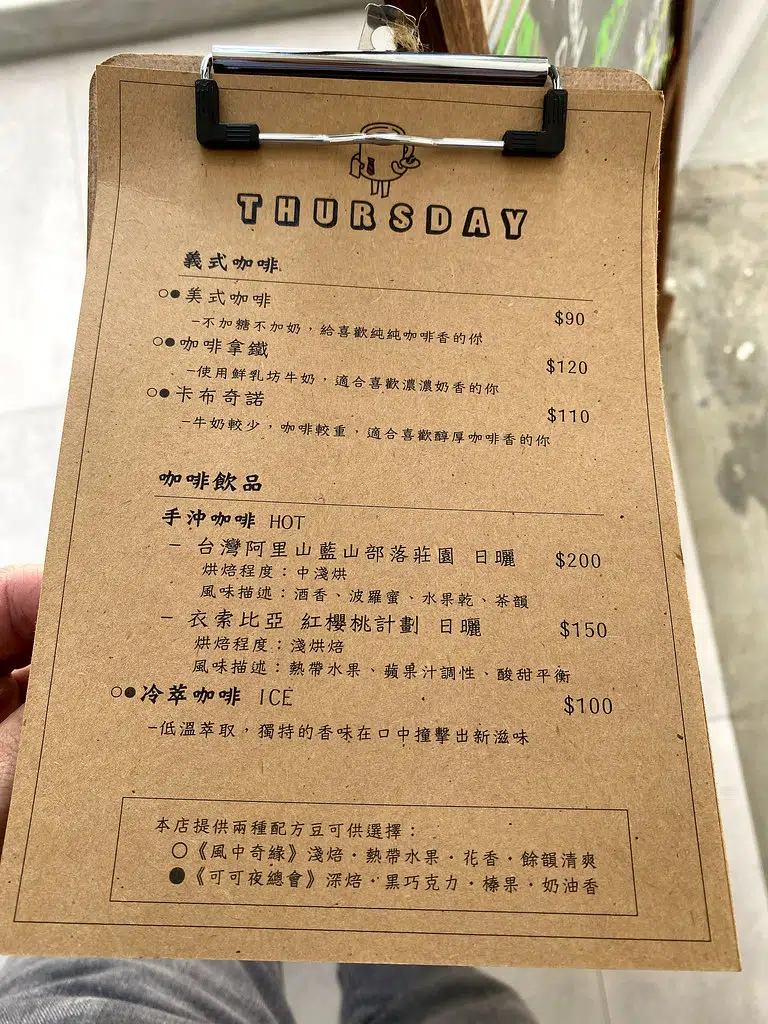 THURSDAY
義式咖啡
○●美式咖啡 $90
–不加糖不加奶，給喜歡純純咖啡香的你
○●咖啡拿鐵 $120
–使用鮮乳坊牛奶，適合喜歡濃濃奶香的你
○●卡布奇諾 $110
–牛奶較少，咖啡較重，適合喜歡醇厚咖啡香的你
咖啡飲品
手沖咖啡 HOT
– 台灣阿里山藍山部落莊園 日曬 $200
烘焙程度：中淺烘
風味描述：酒香、波羅蜜、水果乾、茶韻
– 衣索比亞 紅櫻桃計劃 日曬 $150
烘焙程度：淺烘焙
風味描述：熱帶水果、蘋果汁調性、酸甜平衡
○●冷萃咖啡 ICE $100
–低溫萃取，獨特的香味在口中撞擊出新滋味
本店提供兩種配方豆可供選擇：
○《風中奇緣》淺焙·熱帶水果·花香·餘韻清爽
●《可可夜總會》深焙·黑巧克力·榛果·奶油香